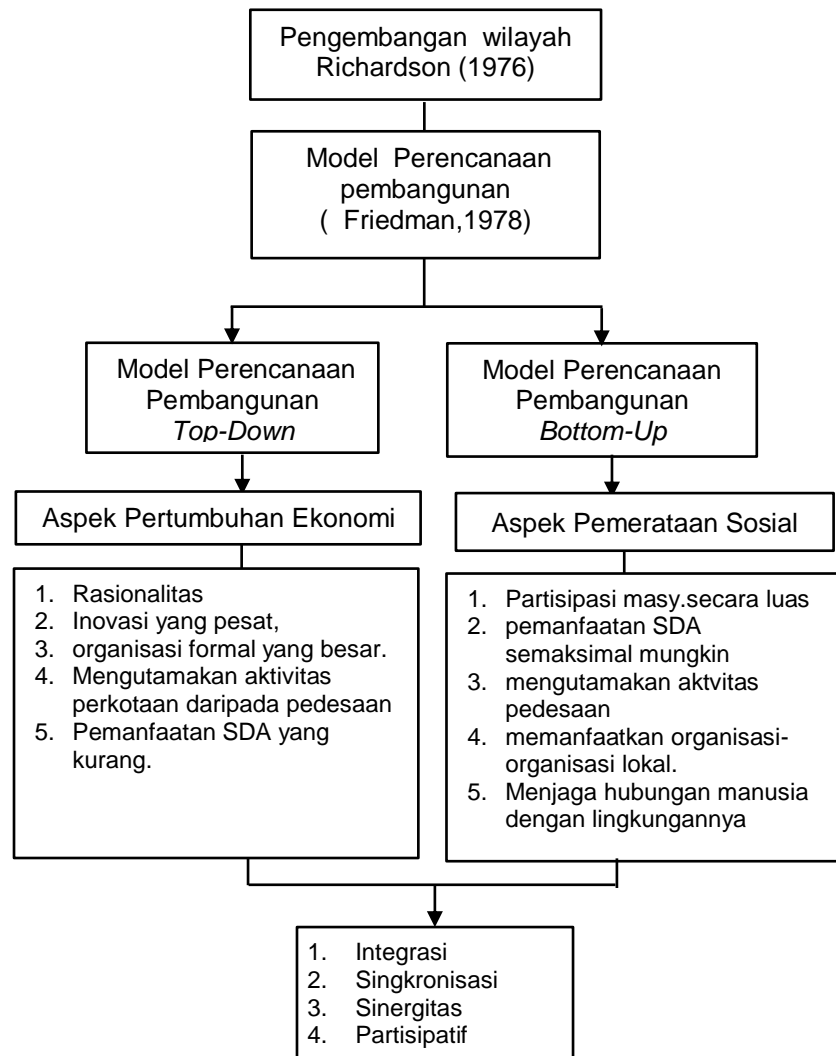 Pengembangan wilayah
Richardson (1976)
Model Perencanaan
pembangunan
( Friedman,1978)
Model Perencanaan
Pembangunan
Top-Down
Model Perencanaan
Pembangunan
Bottom-Up
Aspek Pertumbuhan Ekonomi
Aspek Pemerataan Sosial
1. Rasionalitas
2. Inovasi yang pesat,
3. organisasi formal yang besar.
4. Mengutamakan aktivitas
perkotaan daripada pedesaan
5. Pemanfaatan SDA yang
kurang.
1. Partisipasi masy.secara luas
2. pemanfaatan SDA
semaksimal mungkin
3. mengutamakan aktvitas
pedesaan
4. memanfaatkan organisasi-
organisasi lokal.
5. Menjaga hubungan manusia
dengan lingkungannya
1. Integrasi
2. Singkronisasi
3. Sinergitas
4. Partisipatif